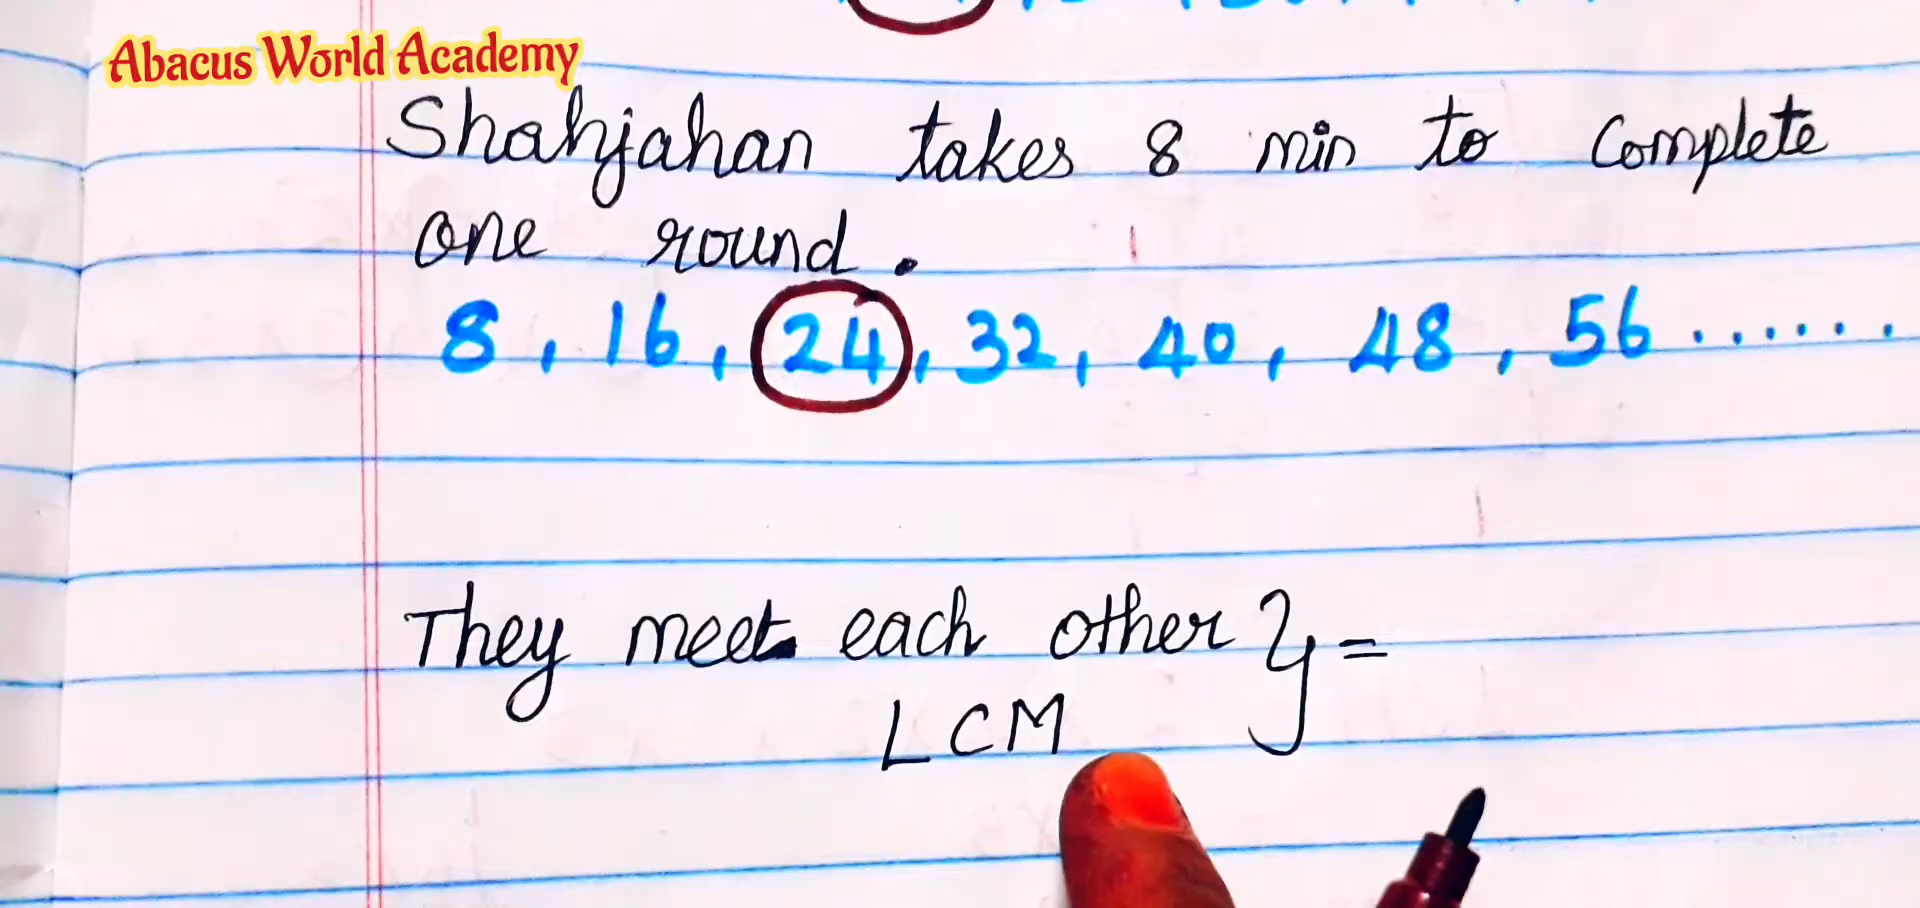 Abacus World Academy
Shahjahan takes 8 min to complete
one round.
8, 16, 24, 32, 40, 48, 56......
They meet each other } =
LCM